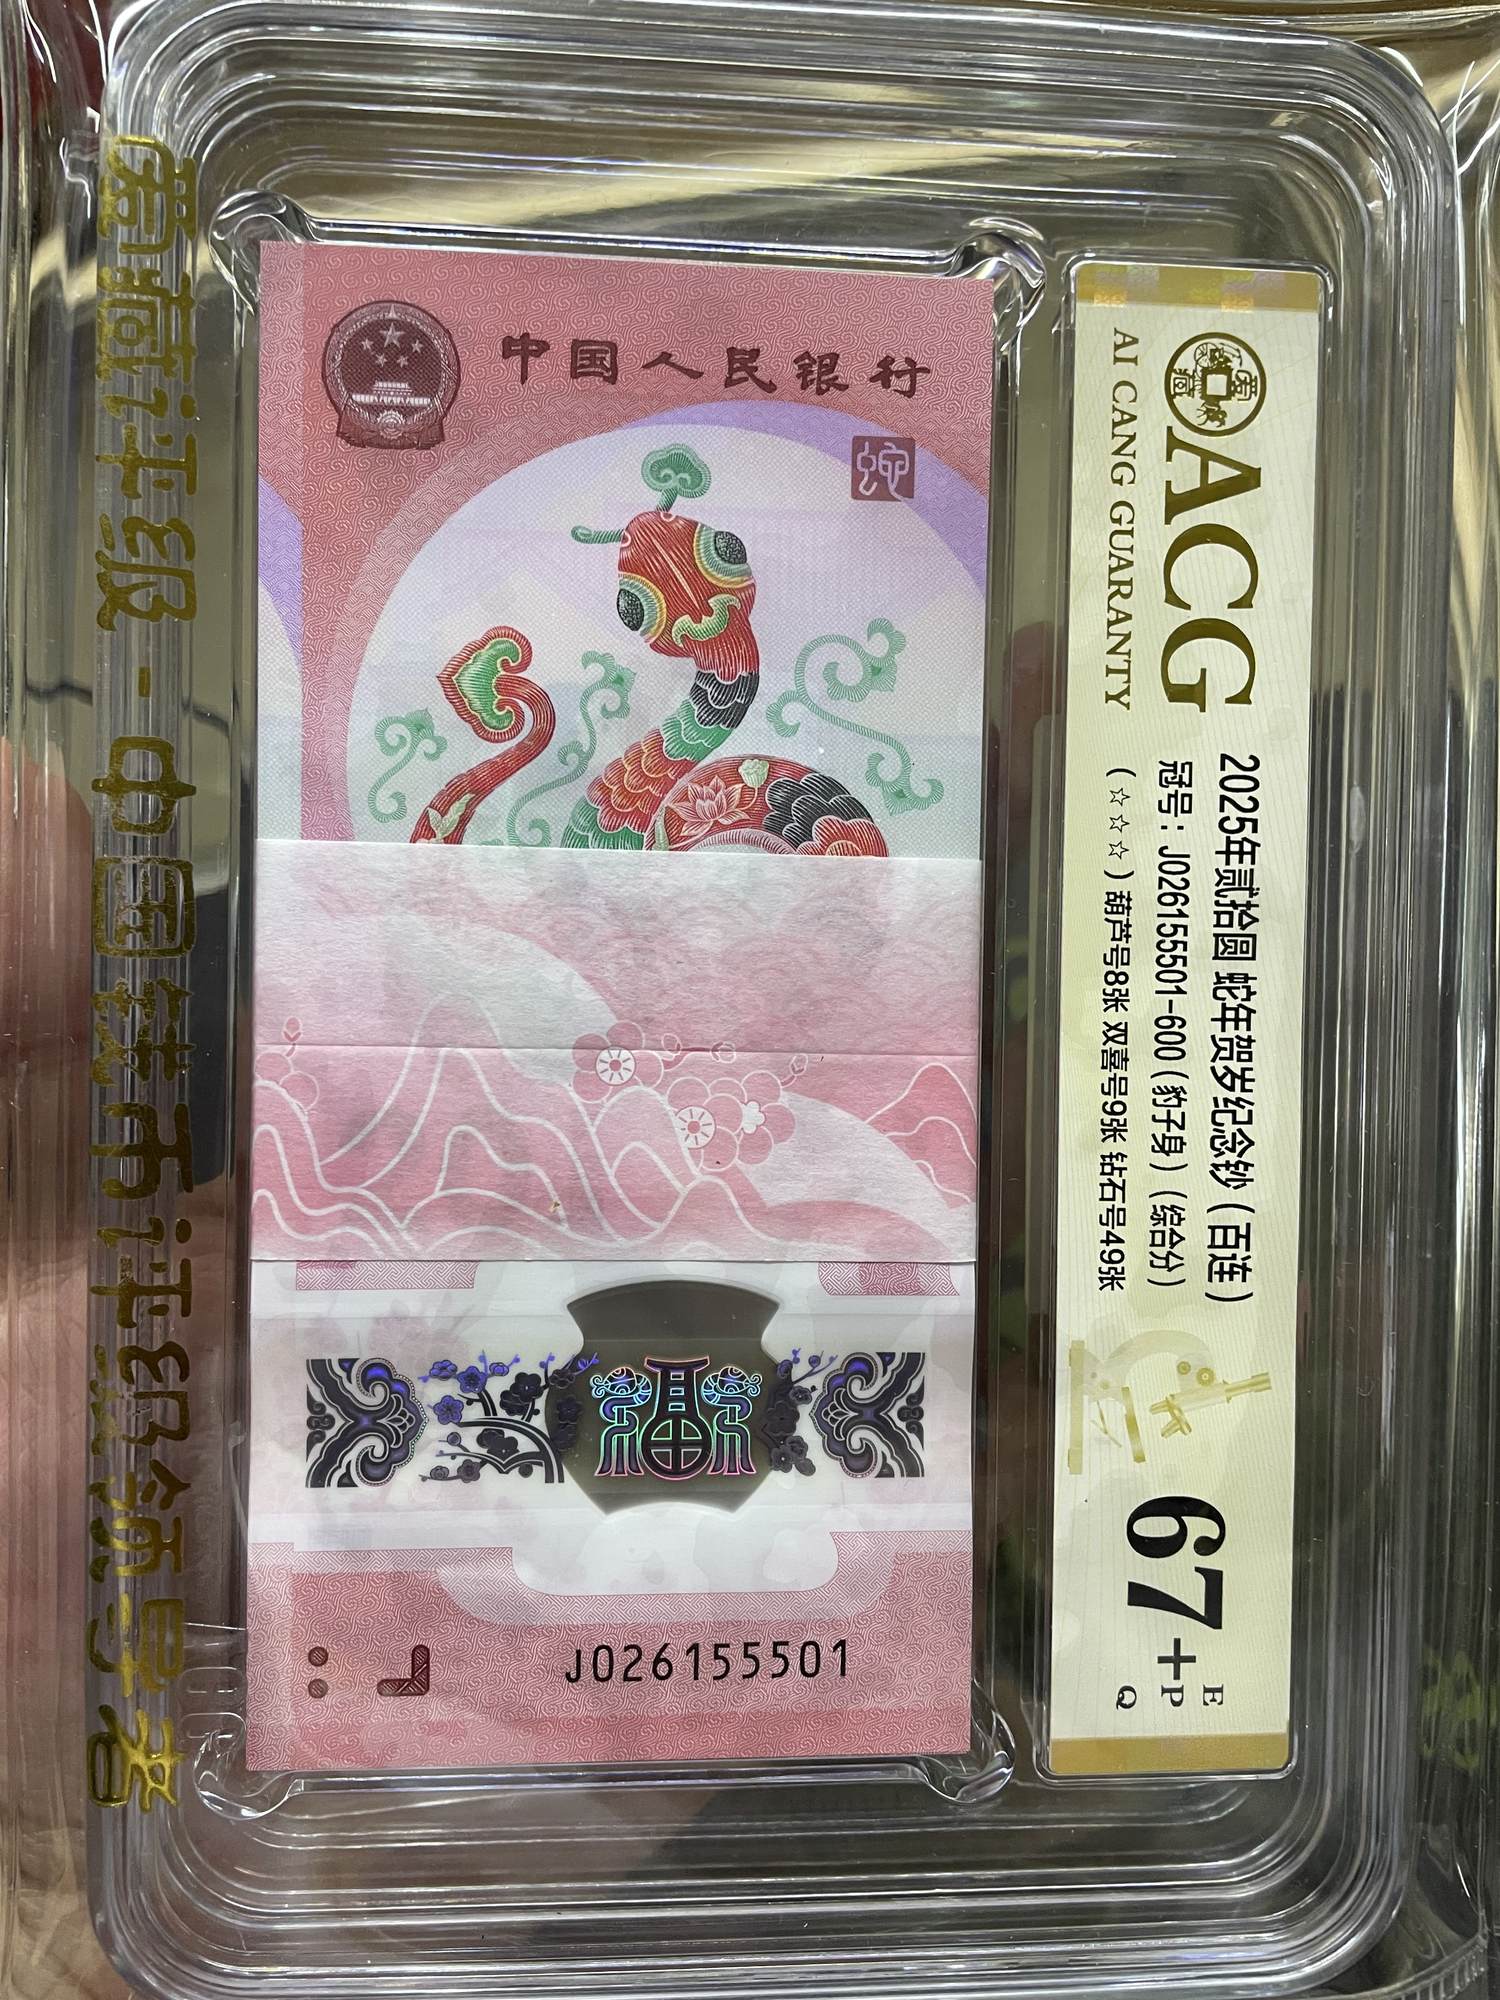 中国人民银行
蛇
J026155501
ACG
AI CANG GUARANTY
2025年贰拾圆 蛇年贺岁纪念钞（百连）
冠号：J026155501-600（豹子身）（综合分）
（☆☆☆）葫芦号8张 双喜号9张 钻石号49张
67+
E
P
Q
爱藏评级-中国钱币评级领导者